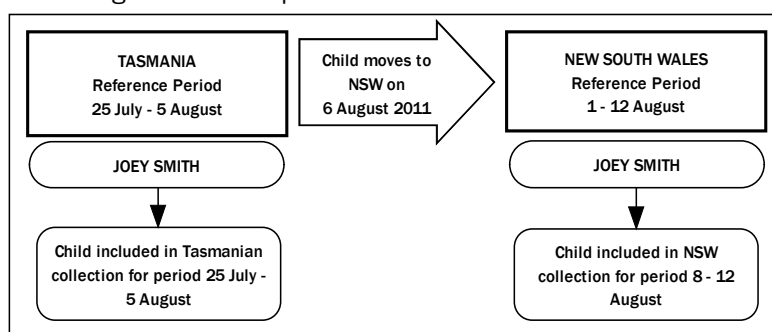 TASMANIA
Reference Period
25 July - 5 August
Child moves to
NSW on
6 August 2011
NEW SOUTH WALES
Reference Period
1 - 12 August
JOEY SMITH
JOEY SMITH
Child included in Tasmanian
collection for period 25 July -
5 August
Child included in NSW
collection for period 8 - 12
August